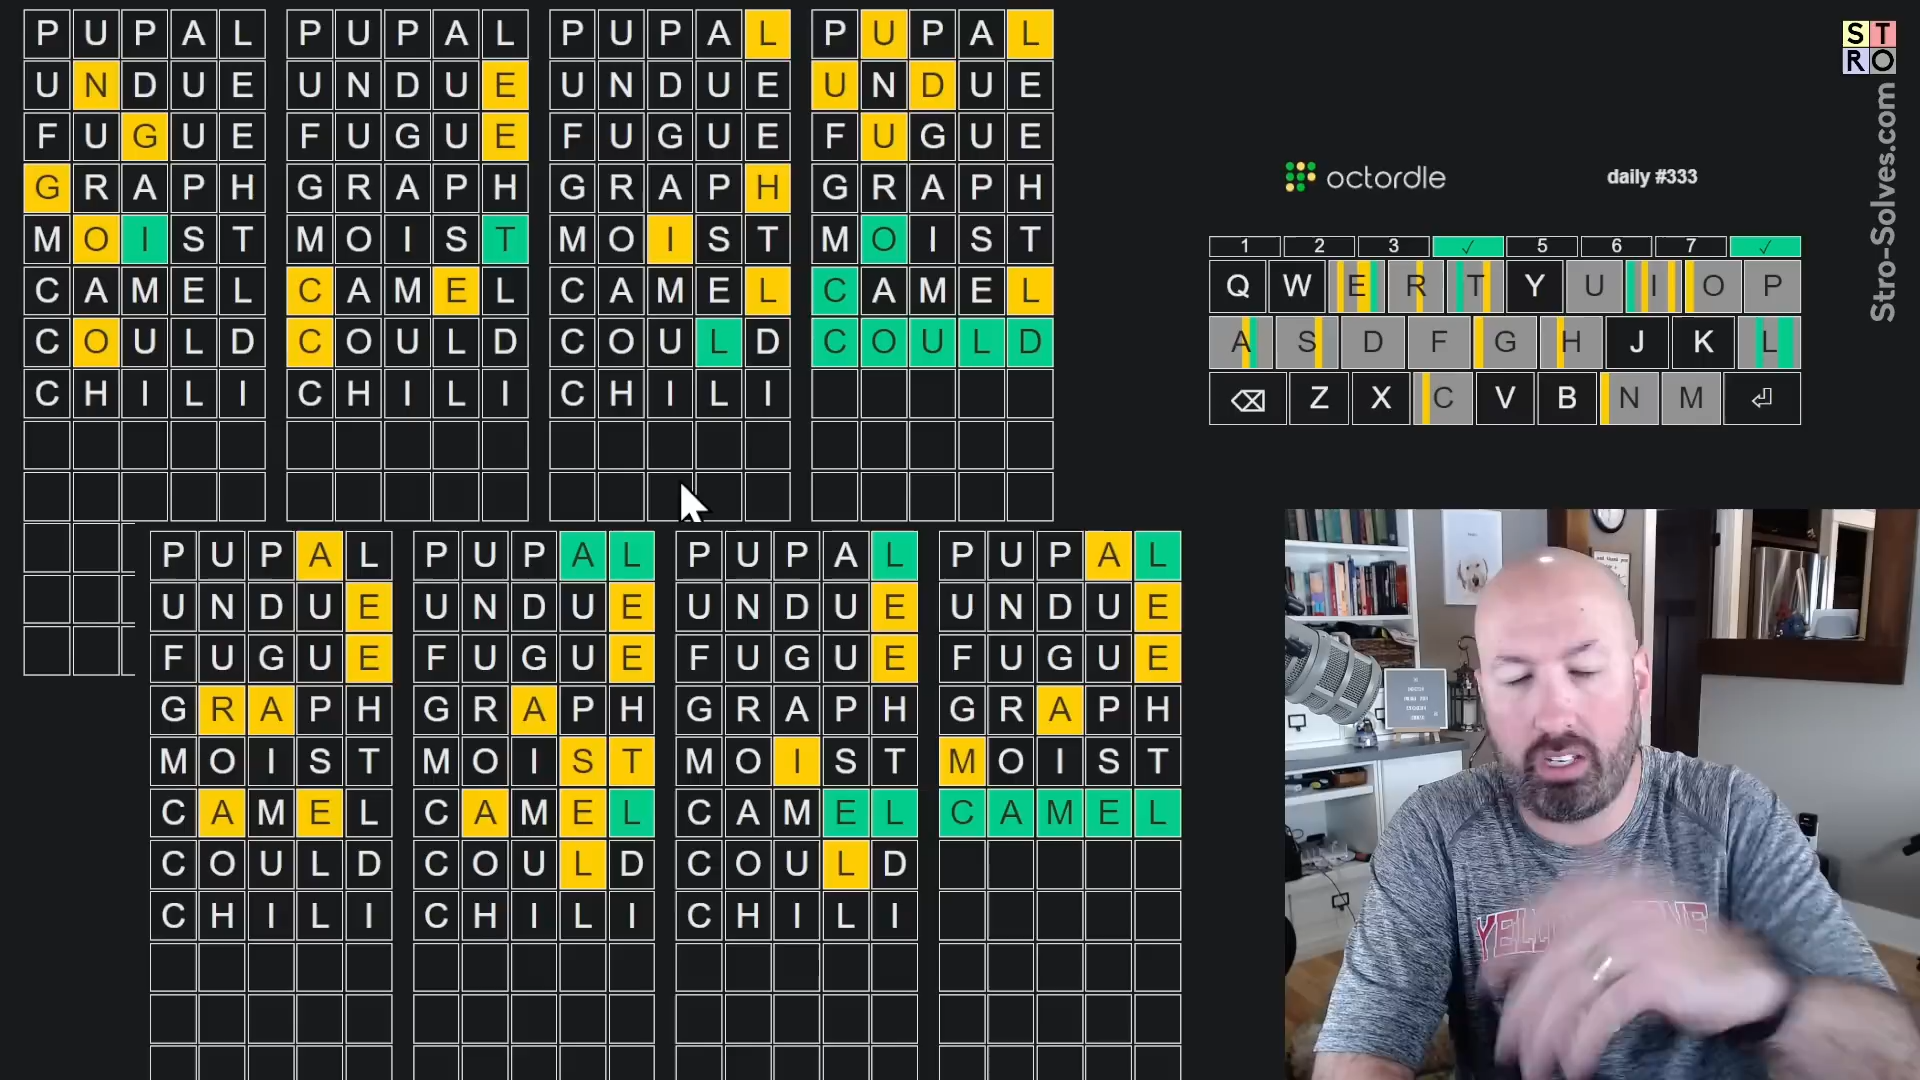 PUPAL PUPAL PUPAL PUPAL
UNDUE UNDUE UNDUE UNDUE
FUGUE FUGUE FUGUE FUGUE
GRAPH GRAPH GRAPH GRAPH
MOIST MOIST MOIST MOIST
CAMEL CAMEL CAMEL CAMEL
COULD COULD COULD COULD
CHILI CHILI CHILI
PUPAL PUPAL PUPAL PUPAL
UNDUE UNDUE UNDUE UNDUE
FUGUE FUGUE FUGUE FUGUE
GRAPH GRAPH GRAPH GRAPH
MOIST MOIST MOIST MOIST
CAMEL CAMEL CAMEL CAMEL
COULD COULD COULD
CHILI CHILI CHILI
octordle daily #333
1 2 3 ✓ 5 6 7 ✓
Q W E R T Y U I O P
A S D F G H J K L
Z X C V B N M
ST
RO
Stro-Solves.com